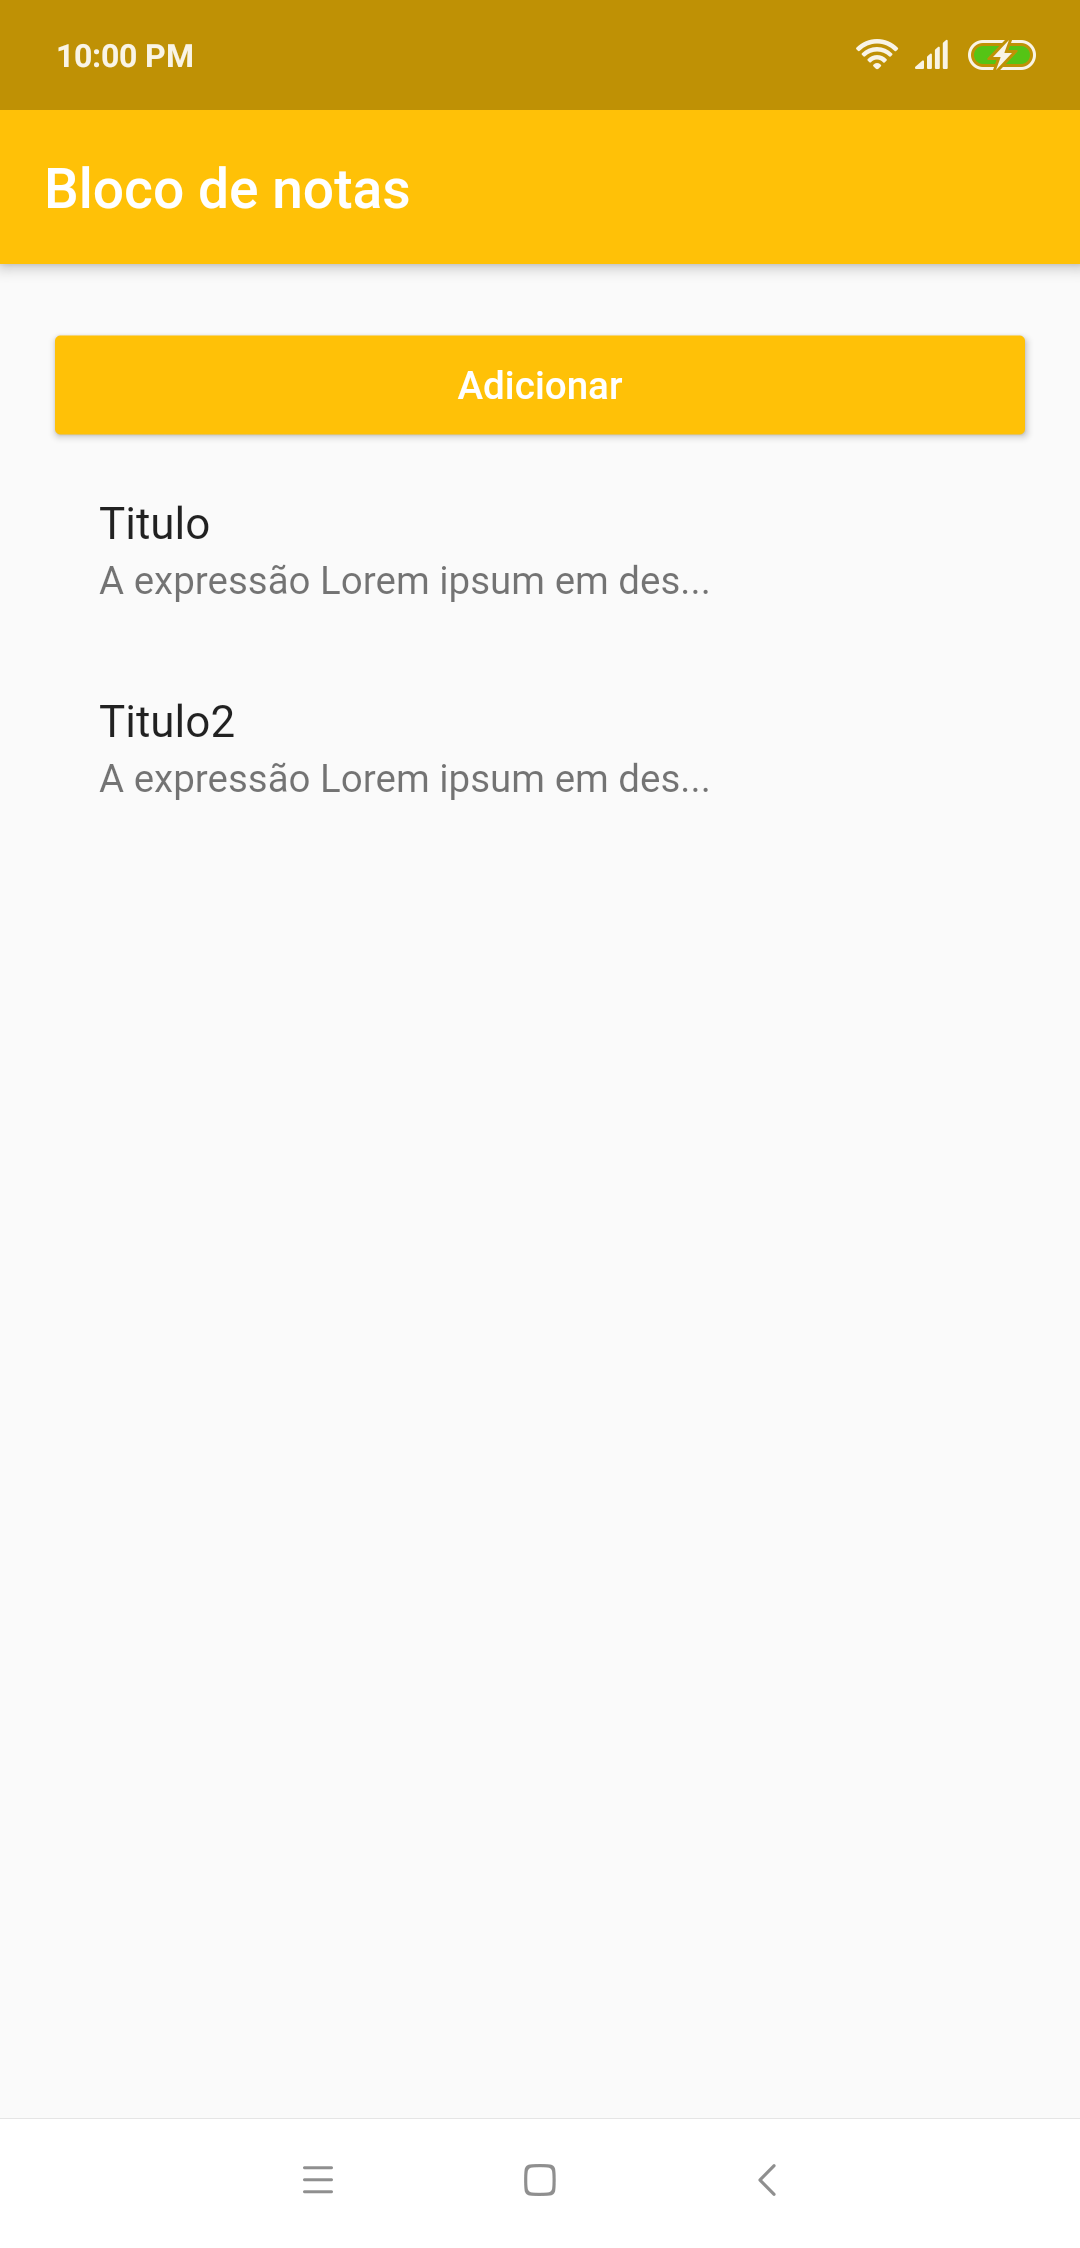 10:00 PM
Bloco de notas
Adicionar
Titulo
A expressão Lorem ipsum em des...
Titulo2
A expressão Lorem ipsum em des...